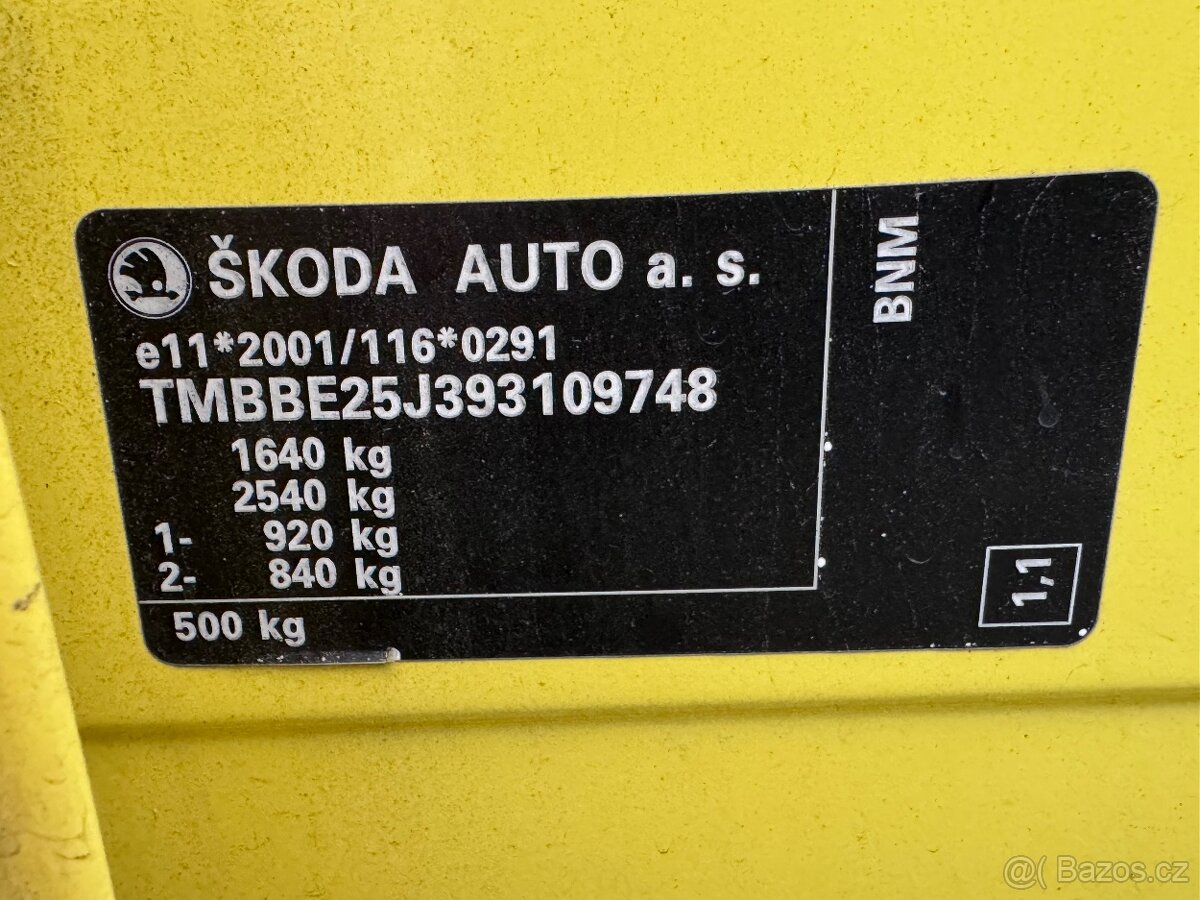 ŠKODA AUTO a. s.
e11*2001/116*0291
TMBBE25J393109748
1640 kg
2540 kg
1- 920 kg
2- 840 kg
500 kg
BNM
1,1
@( Bazos.cz